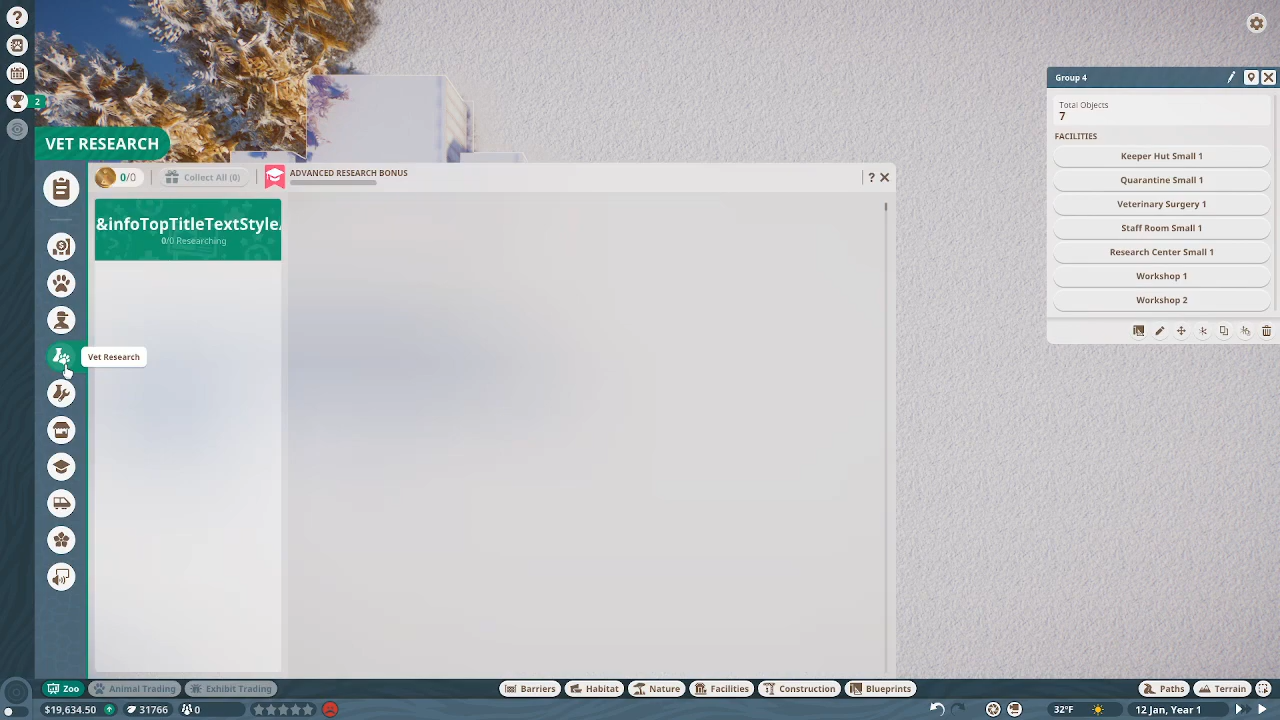 2
VET RESEARCH
0/0
Collect All (0)
ADVANCED RESEARCH BONUS
?
&infoTopTitleTextStyle
0/0 Researching
Vet Research
Group 4
Total Objects
7
FACILITIES
Keeper Hut Small 1
Quarantine Small 1
Veterinary Surgery 1
Staff Room Small 1
Research Center Small 1
Workshop 1
Workshop 2
Zoo
Animal Trading
Exhibit Trading
Barriers
Habitat
Nature
Facilities
Construction
Blueprints
Paths
Terrain
$19,634.50
31766
0
32°F
12 Jan, Year 1